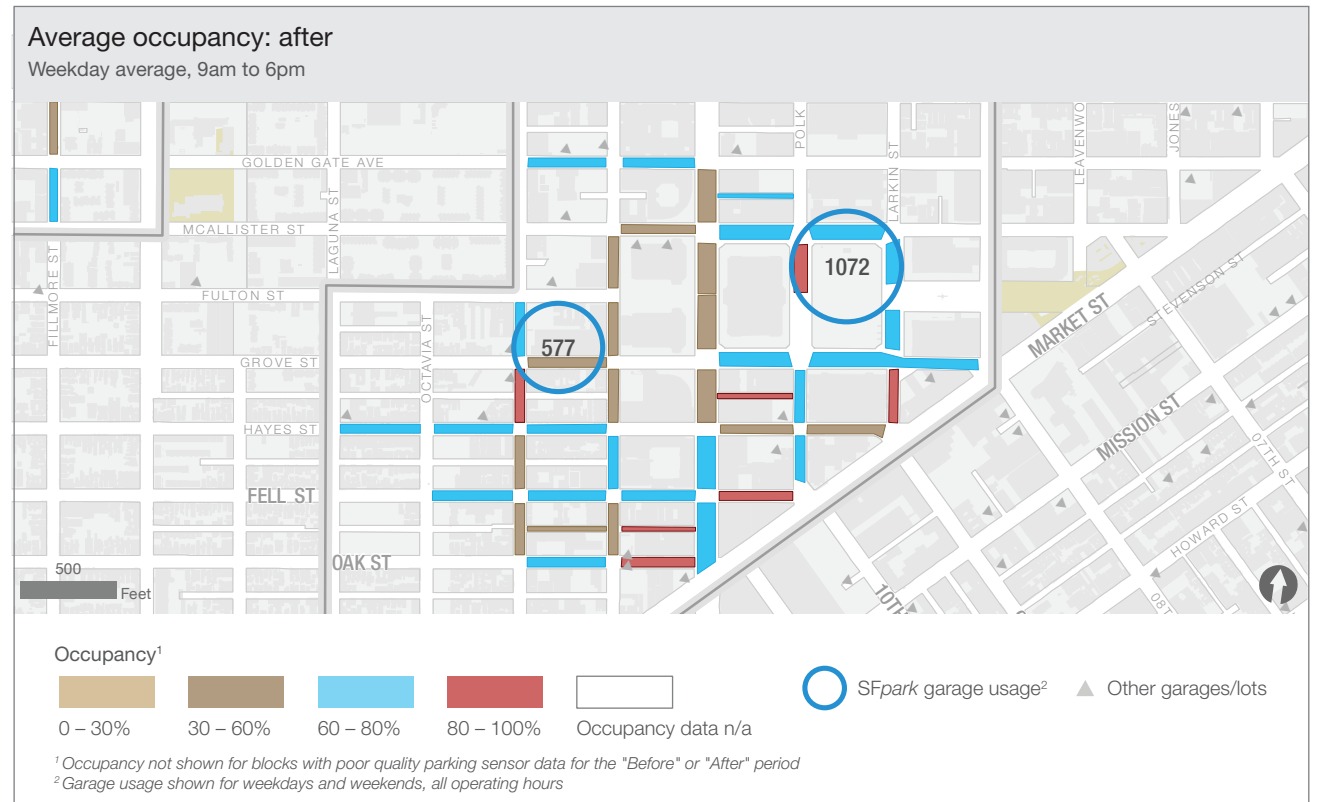 Average occupancy: after
Weekday average, 9am to 6pm
POLK
LARKIN ST
JONES
LEAVENWO
GOLDEN GATE AVE
LAGUNA ST
MCALLISTER ST
FILLMORE ST
FULTON ST
1072
STEVENSON ST
MARKET ST
OCTAVIA ST
577
GROVE ST
MISSION ST
HAYES ST
07TH ST
FELL ST
HOWARD ST
OAK ST
500
Feet
10TH
08T
Occupancy1
SFpark garage usage2
Other garages/lots
0 – 30%
30 – 60%
60 – 80%
80 – 100%
Occupancy data n/a
1 Occupancy not shown for blocks with poor quality parking sensor data for the "Before" or "After" period
2 Garage usage shown for weekdays and weekends, all operating hours